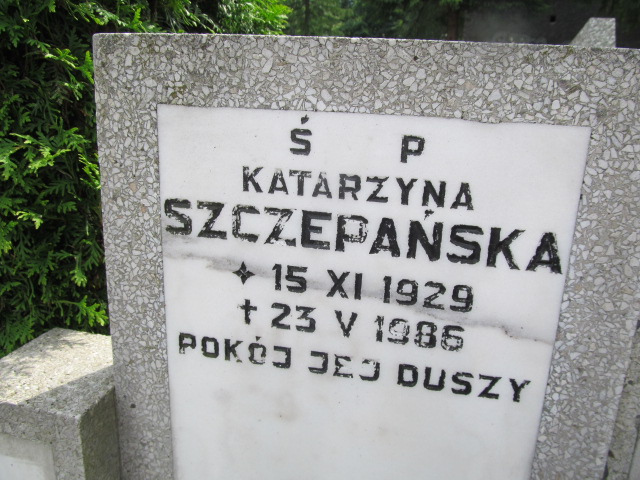 Ś P
KATARZYNA
SZCZEPAŃSKA
✦ 15 XI 1929
† 23 V 1986
POKÓJ JEJ DUSZY